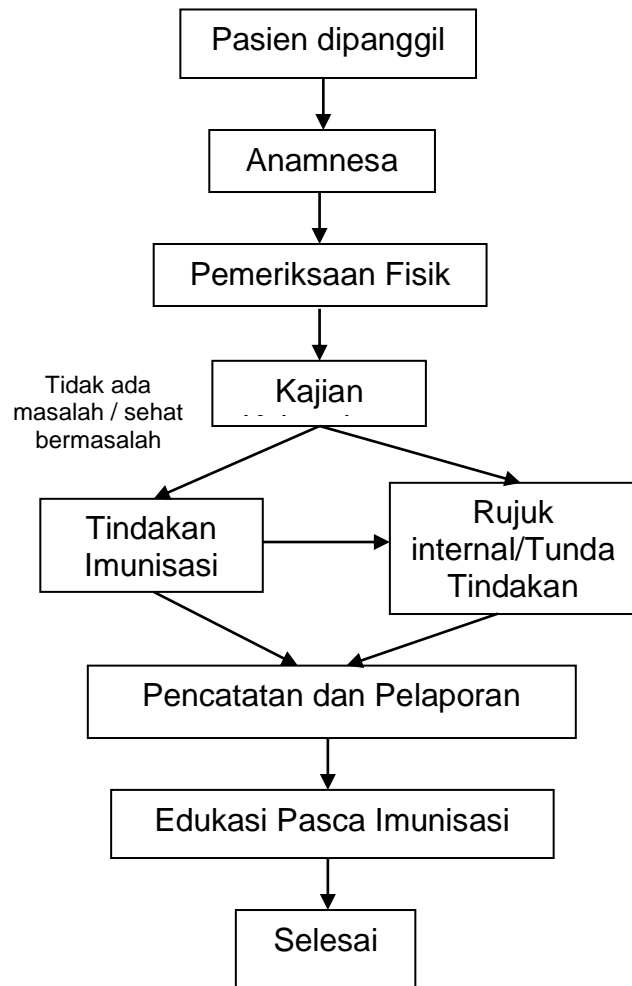 Pasien dipanggil
Anamnesa
Pemeriksaan Fisik
Kajian
Tidak ada
masalah / sehat
bermasalah
Tindakan
Imunisasi
Rujuk
internal/Tunda
Tindakan
Pencatatan dan Pelaporan
Edukasi Pasca Imunisasi
Selesai